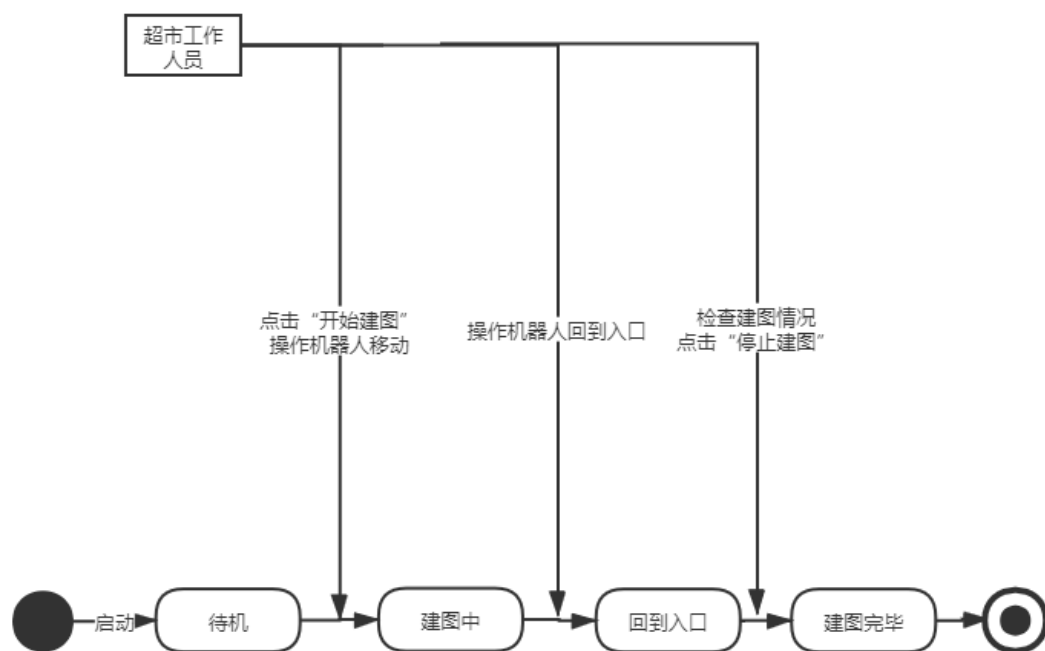 超市工作
人员
点击“开始建图”
操作机器人移动
操作机器人回到入口
检查建图情况
点击“停止建图”
启动
待机
建图中
回到入口
建图完毕